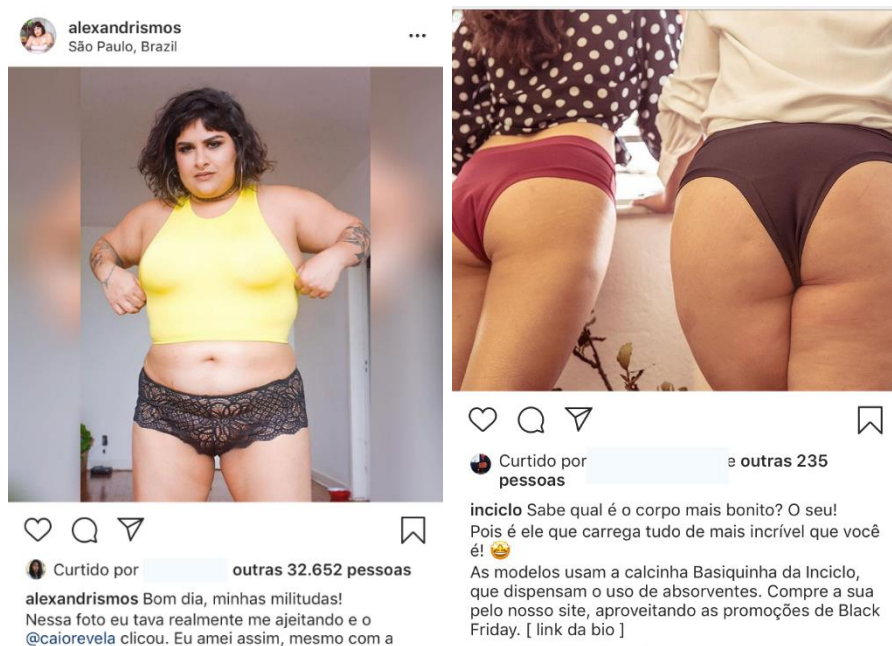 alexandrismos
São Paulo, Brazil
Curtido por outras 32.652 pessoas
alexandrismos Bom dia, minhas militudas!
Nessa foto eu tava realmente me ajeitando e o
@caiorevela clicou. Eu amei assim, mesmo com a
Curtido por e outras 235
pessoas
inciclo Sabe qual é o corpo mais bonito? O seu!
Pois é ele que carrega tudo de mais incrível que você
é! 🤩
As modelos usam a calcinha Basiquinha da Inciclo,
que dispensam o uso de absorventes. Compre a sua
pelo nosso site, aproveitando as promoções de Black
Friday. [ link da bio ]